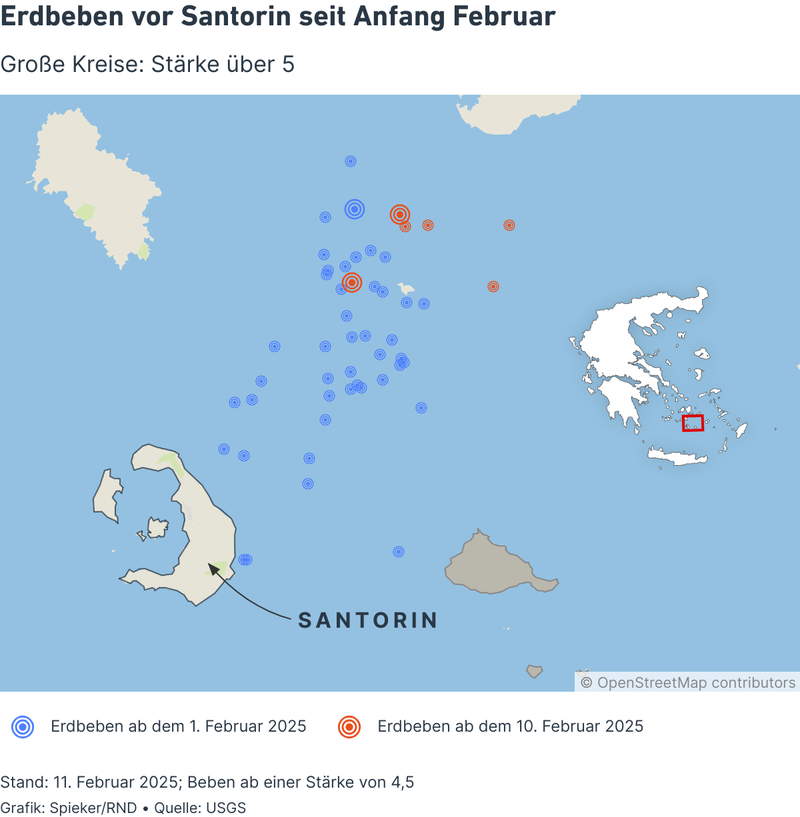 Erdbeben vor Santorin seit Anfang Februar
Große Kreise: Stärke über 5
SANTORIN
© OpenStreetMap contributors
Erdbeben ab dem 1. Februar 2025
Erdbeben ab dem 10. Februar 2025
Stand: 11. Februar 2025; Beben ab einer Stärke von 4,5
Grafik: Spieker/RND • Quelle: USGS